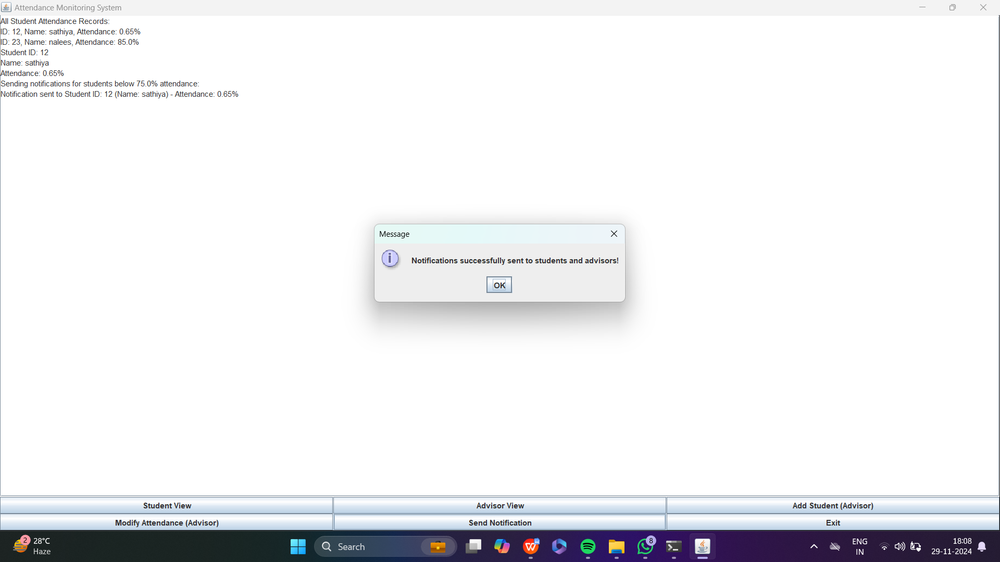 Attendance Monitoring System
All Student Attendance Records:
ID: 12, Name: sathiya, Attendance: 0.65%
ID: 23, Name: nalees, Attendance: 85.0%
Student ID: 12
Name: sathiya
Attendance: 0.65%
Sending notifications for students below 75.0% attendance:
Notification sent to Student ID: 12 (Name: sathiya) - Attendance: 0.65%
Message
Notifications successfully sent to students and advisors!
OK
Student View
Advisor View
Add Student (Advisor)
Modify Attendance (Advisor)
Send Notification
Exit
2
28°C
Haze
Search
W
8
ENG
IN
18:08
29-11-2024